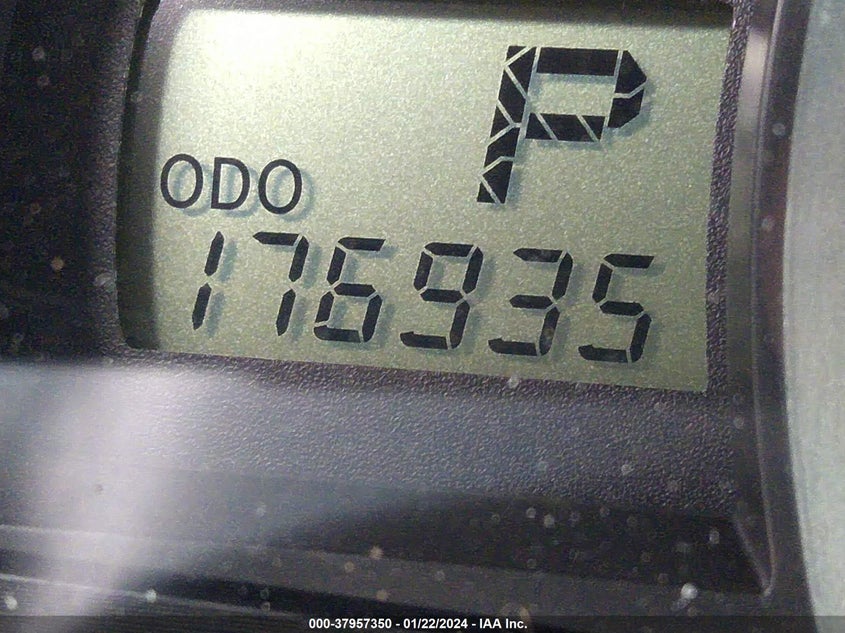 P
ODO
176935
000-37957350 - 01/22/2024 - IAA Inc.